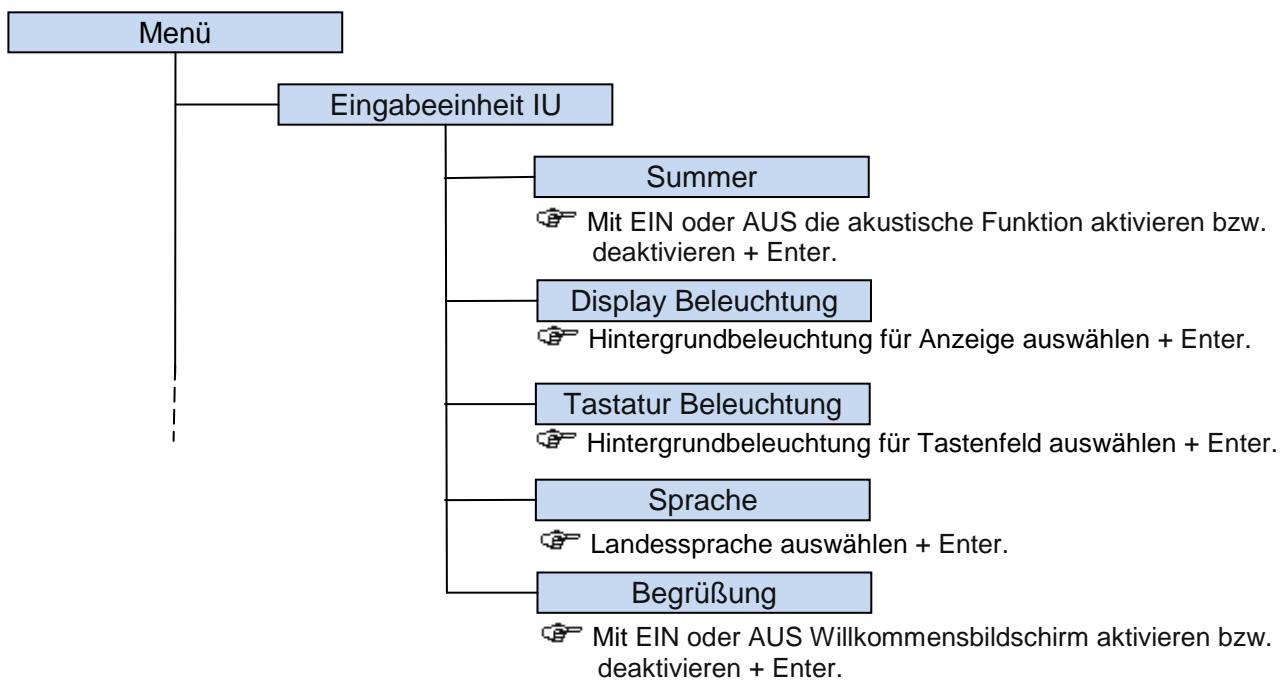 Menü
Eingabeeinheit IU
Summer
Mit EIN oder AUS die akustische Funktion aktivieren bzw.
deaktivieren + Enter.
Display Beleuchtung
Hintergrundbeleuchtung für Anzeige auswählen + Enter.
Tastatur Beleuchtung
Hintergrundbeleuchtung für Tastenfeld auswählen + Enter.
Sprache
Landessprache auswählen + Enter.
Begrüßung
Mit EIN oder AUS Willkommensbildschirm aktivieren bzw.
deaktivieren + Enter.